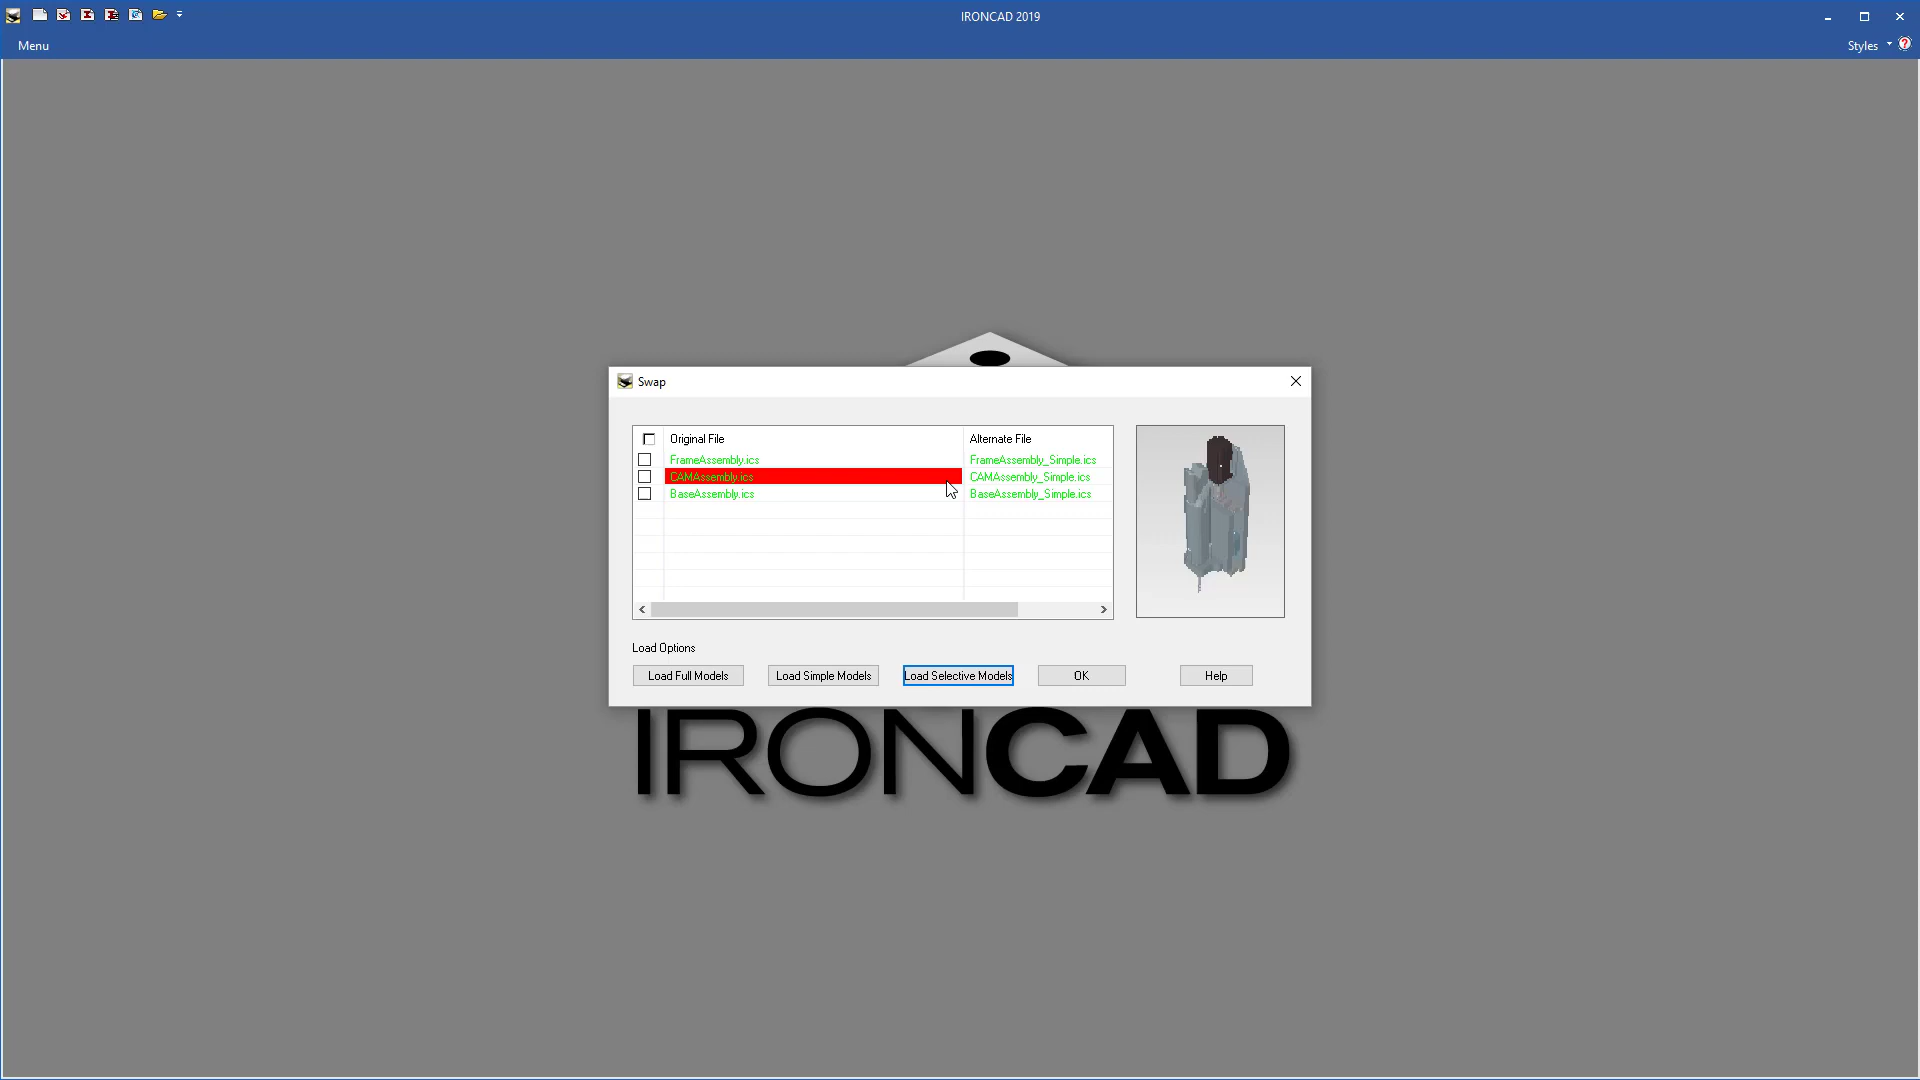 IRONCAD 2019
Menu
Styles
Swap
Original File Alternate File
FrameAssembly.ics FrameAssembly_Simple.ics
CAMAssembly.ics CAMAssembly_Simple.ics
BaseAssembly.ics BaseAssembly_Simple.ics
Load Options
Load Full Models Load Simple Models Load Selective Models OK Help
IRONCAD